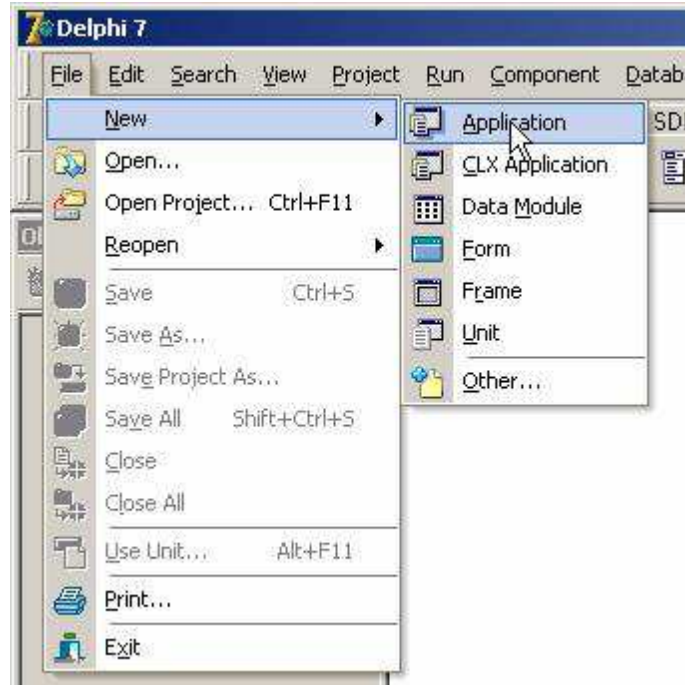 Delphi 7
File Edit Search View Project Run Component Datab
New
Open...
Open Project... Ctrl+F11
Reopen
Save Ctrl+S
Save As...
Save Project As...
Save All Shift+Ctrl+S
Close
Close All
Use Unit... Alt+F11
Print...
Exit
Application
CLX Application
Data Module
Form
Frame
Unit
Other...
SD